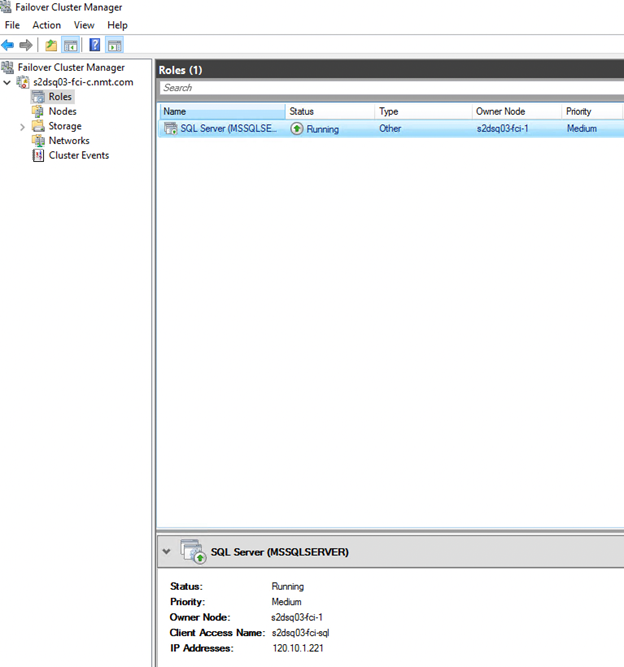 Failover Cluster Manager
File Action View Help
Failover Cluster Manager
s2dsq03-fci-c.nmt.com
Roles
Nodes
Storage
Networks
Cluster Events
Roles (1)
Search
Name Status Type Owner Node Priority
SQL Server (MSSQLSE... Running Other s2dsq03-fci-1 Medium
SQL Server (MSSQLSERVER)
Status: Running
Priority: Medium
Owner Node: s2dsq03-fci-1
Client Access Name: s2dsq03-fci-sql
IP Addresses: 120.10.1.221